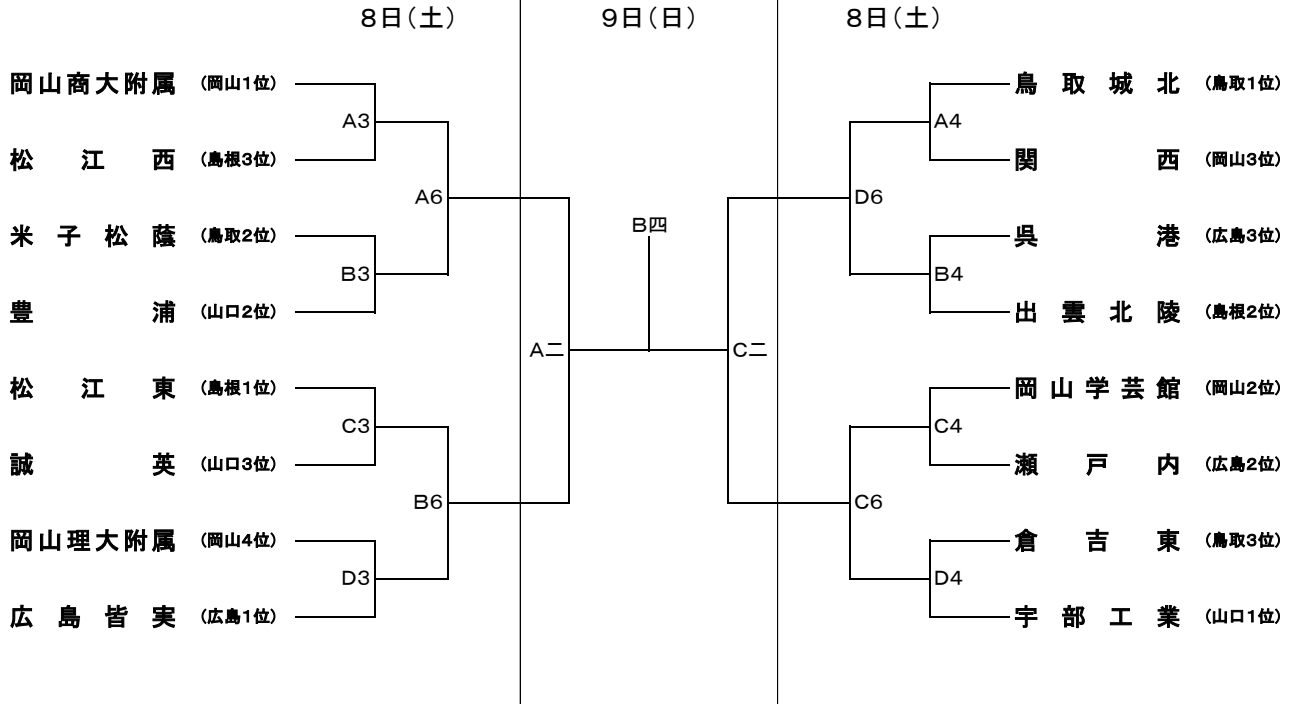 8日(土) 9日(日) 8日(土)
岡山商大附属 (岡山1位) 鳥取城北 (鳥取1位)
A3 A4
松江西 (島根3位) 関西 (岡山3位)
A6 D6
米子松蔭 (鳥取2位) B四 呉港 (広島3位)
B3 B4
豊浦 (山口2位) 出雲北陵 (島根2位)
A二 C二
松江東 (島根1位) 岡山学芸館 (岡山2位)
C3 C4
誠英 (山口3位) 瀬戸内 (広島2位)
B6 C6
岡山理大附属 (岡山4位) 倉吉東 (鳥取3位)
D3 D4
広島皆実 (広島1位) 宇部工業 (山口1位)